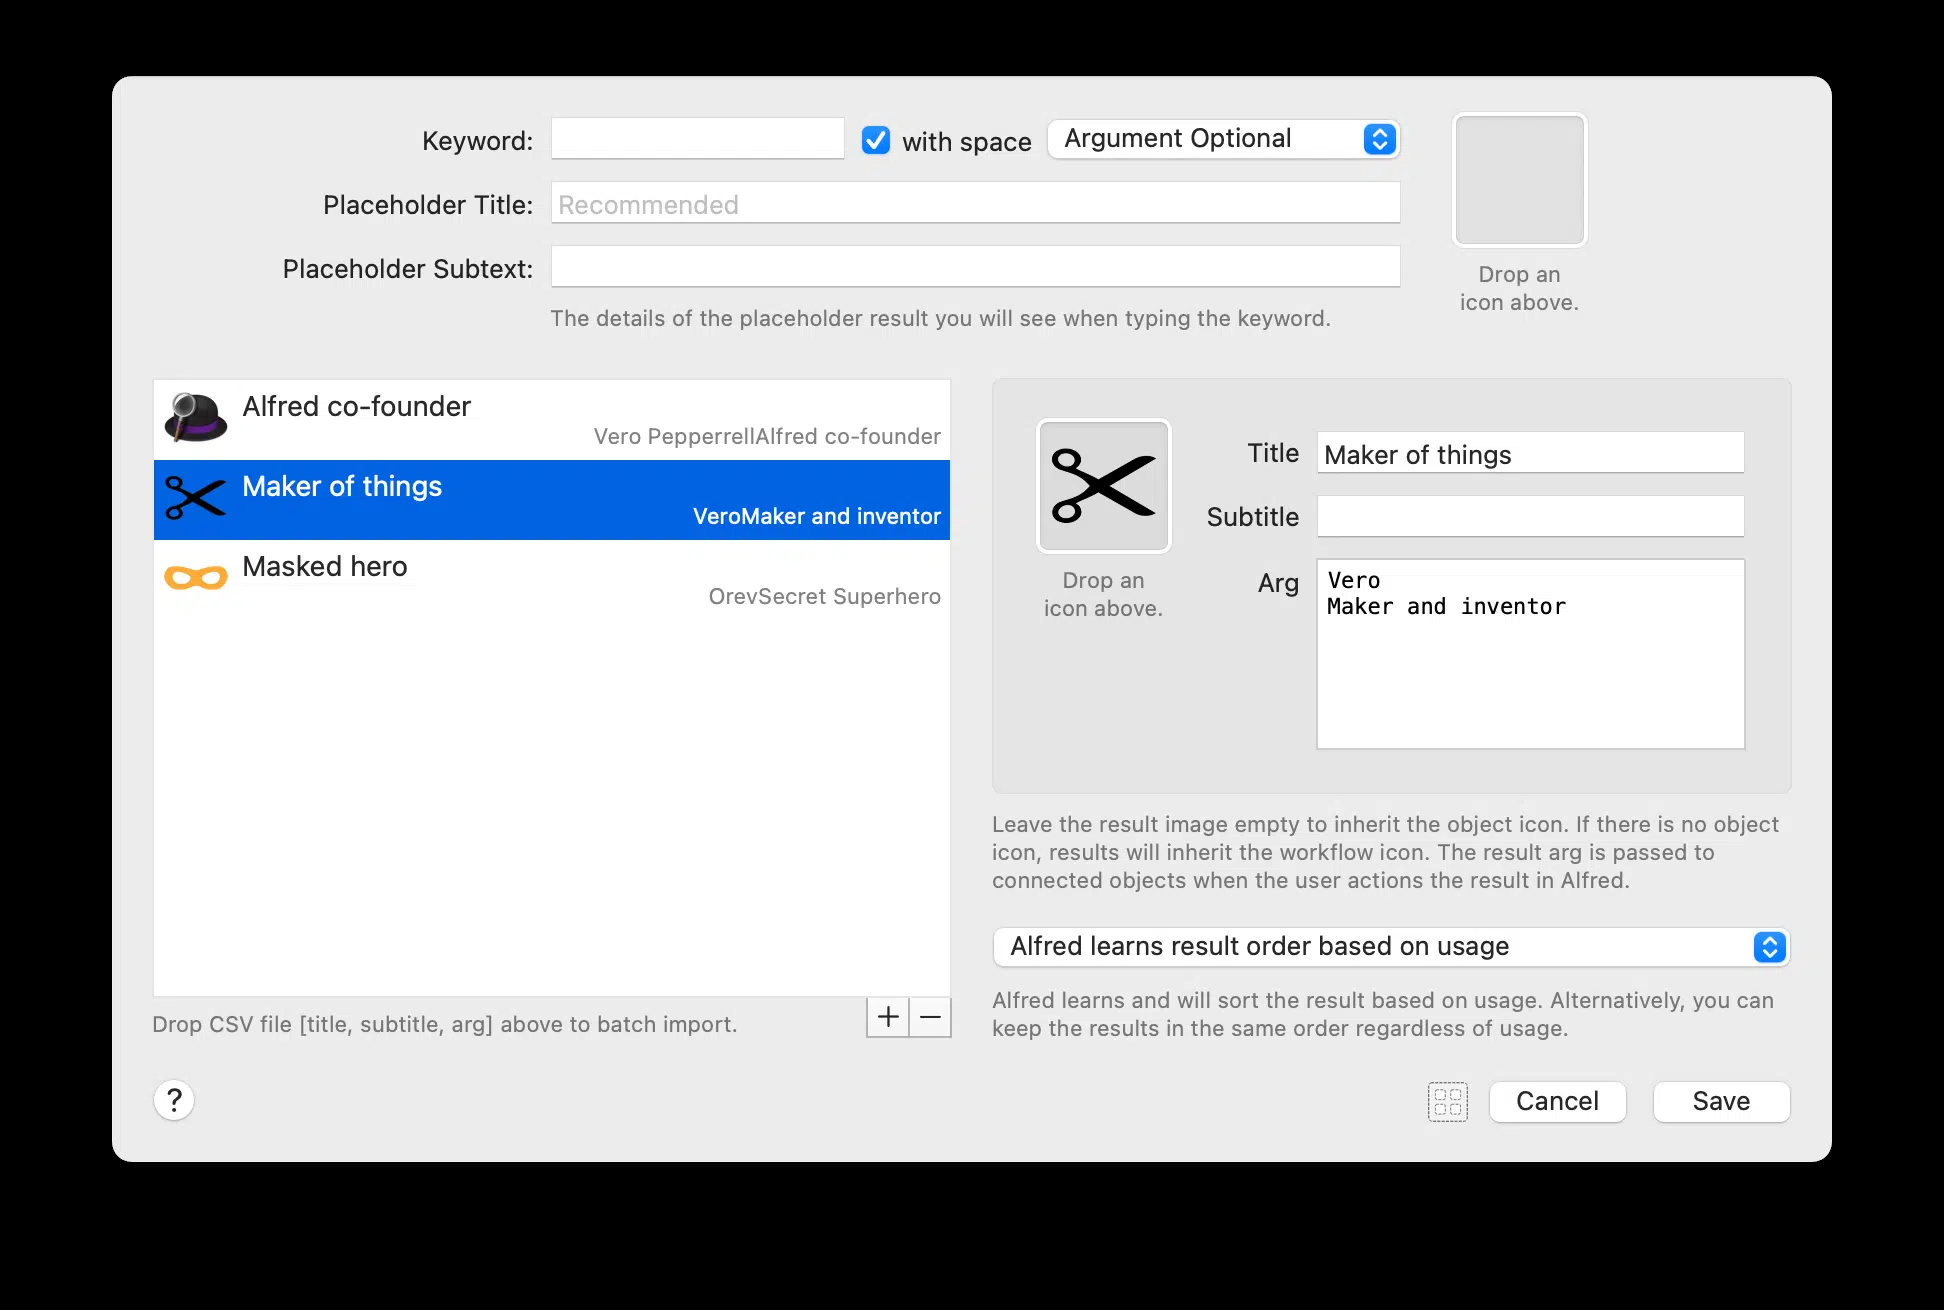 Keyword:
with space
Argument Optional
Placeholder Title:
Recommended
Placeholder Subtext:
The details of the placeholder result you will see when typing the keyword.
Drop an
icon above.
Alfred co-founder
Vero PepperrellAlfred co-founder
Maker of things
VeroMaker and inventor
Masked hero
OrevSecret Superhero
Drop CSV file [title, subtitle, arg] above to batch import.
+ −
Drop an
icon above.
Title
Maker of things
Subtitle
Arg
Vero
Maker and inventor
Leave the result image empty to inherit the object icon. If there is no object
icon, results will inherit the workflow icon. The result arg is passed to
connected objects when the user actions the result in Alfred.
Alfred learns result order based on usage
Alfred learns and will sort the result based on usage. Alternatively, you can
keep the results in the same order regardless of usage.
?
Cancel
Save